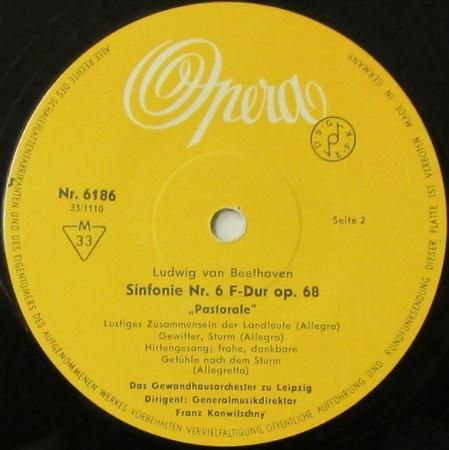 Opera
D.S.G.
E.P.V.
Nr. 6186
33/1110
M
33
Seite 2
Ludwig van Beethoven
Sinfonie Nr. 6 F-Dur op. 68
„Pastorale"
Lustiges Zusammensein der Landleute (Allegro)
Gewitter, Sturm (Allegro)
Hirtengesang; frohe, dankbare
Gefühle nach dem Sturm
(Allegretto)
Das Gewandhausorchester zu Leipzig
Dirigent: Generalmusikdirektor
Franz Konwitschny
ALLE RECHTE DES SCHALLPLATTENFABRIKANTEN UND DES EIGENTÜMERS DES AUFGENOMMENEN WERKES VORBEHALTEN VERVIELFÄLTIGUNG, ÖFFENTLICHE AUFFÜHRUNG UND RUNDFUNKSENDUNG DIESER PLATTE IST VERBOTEN MADE IN GERMANY